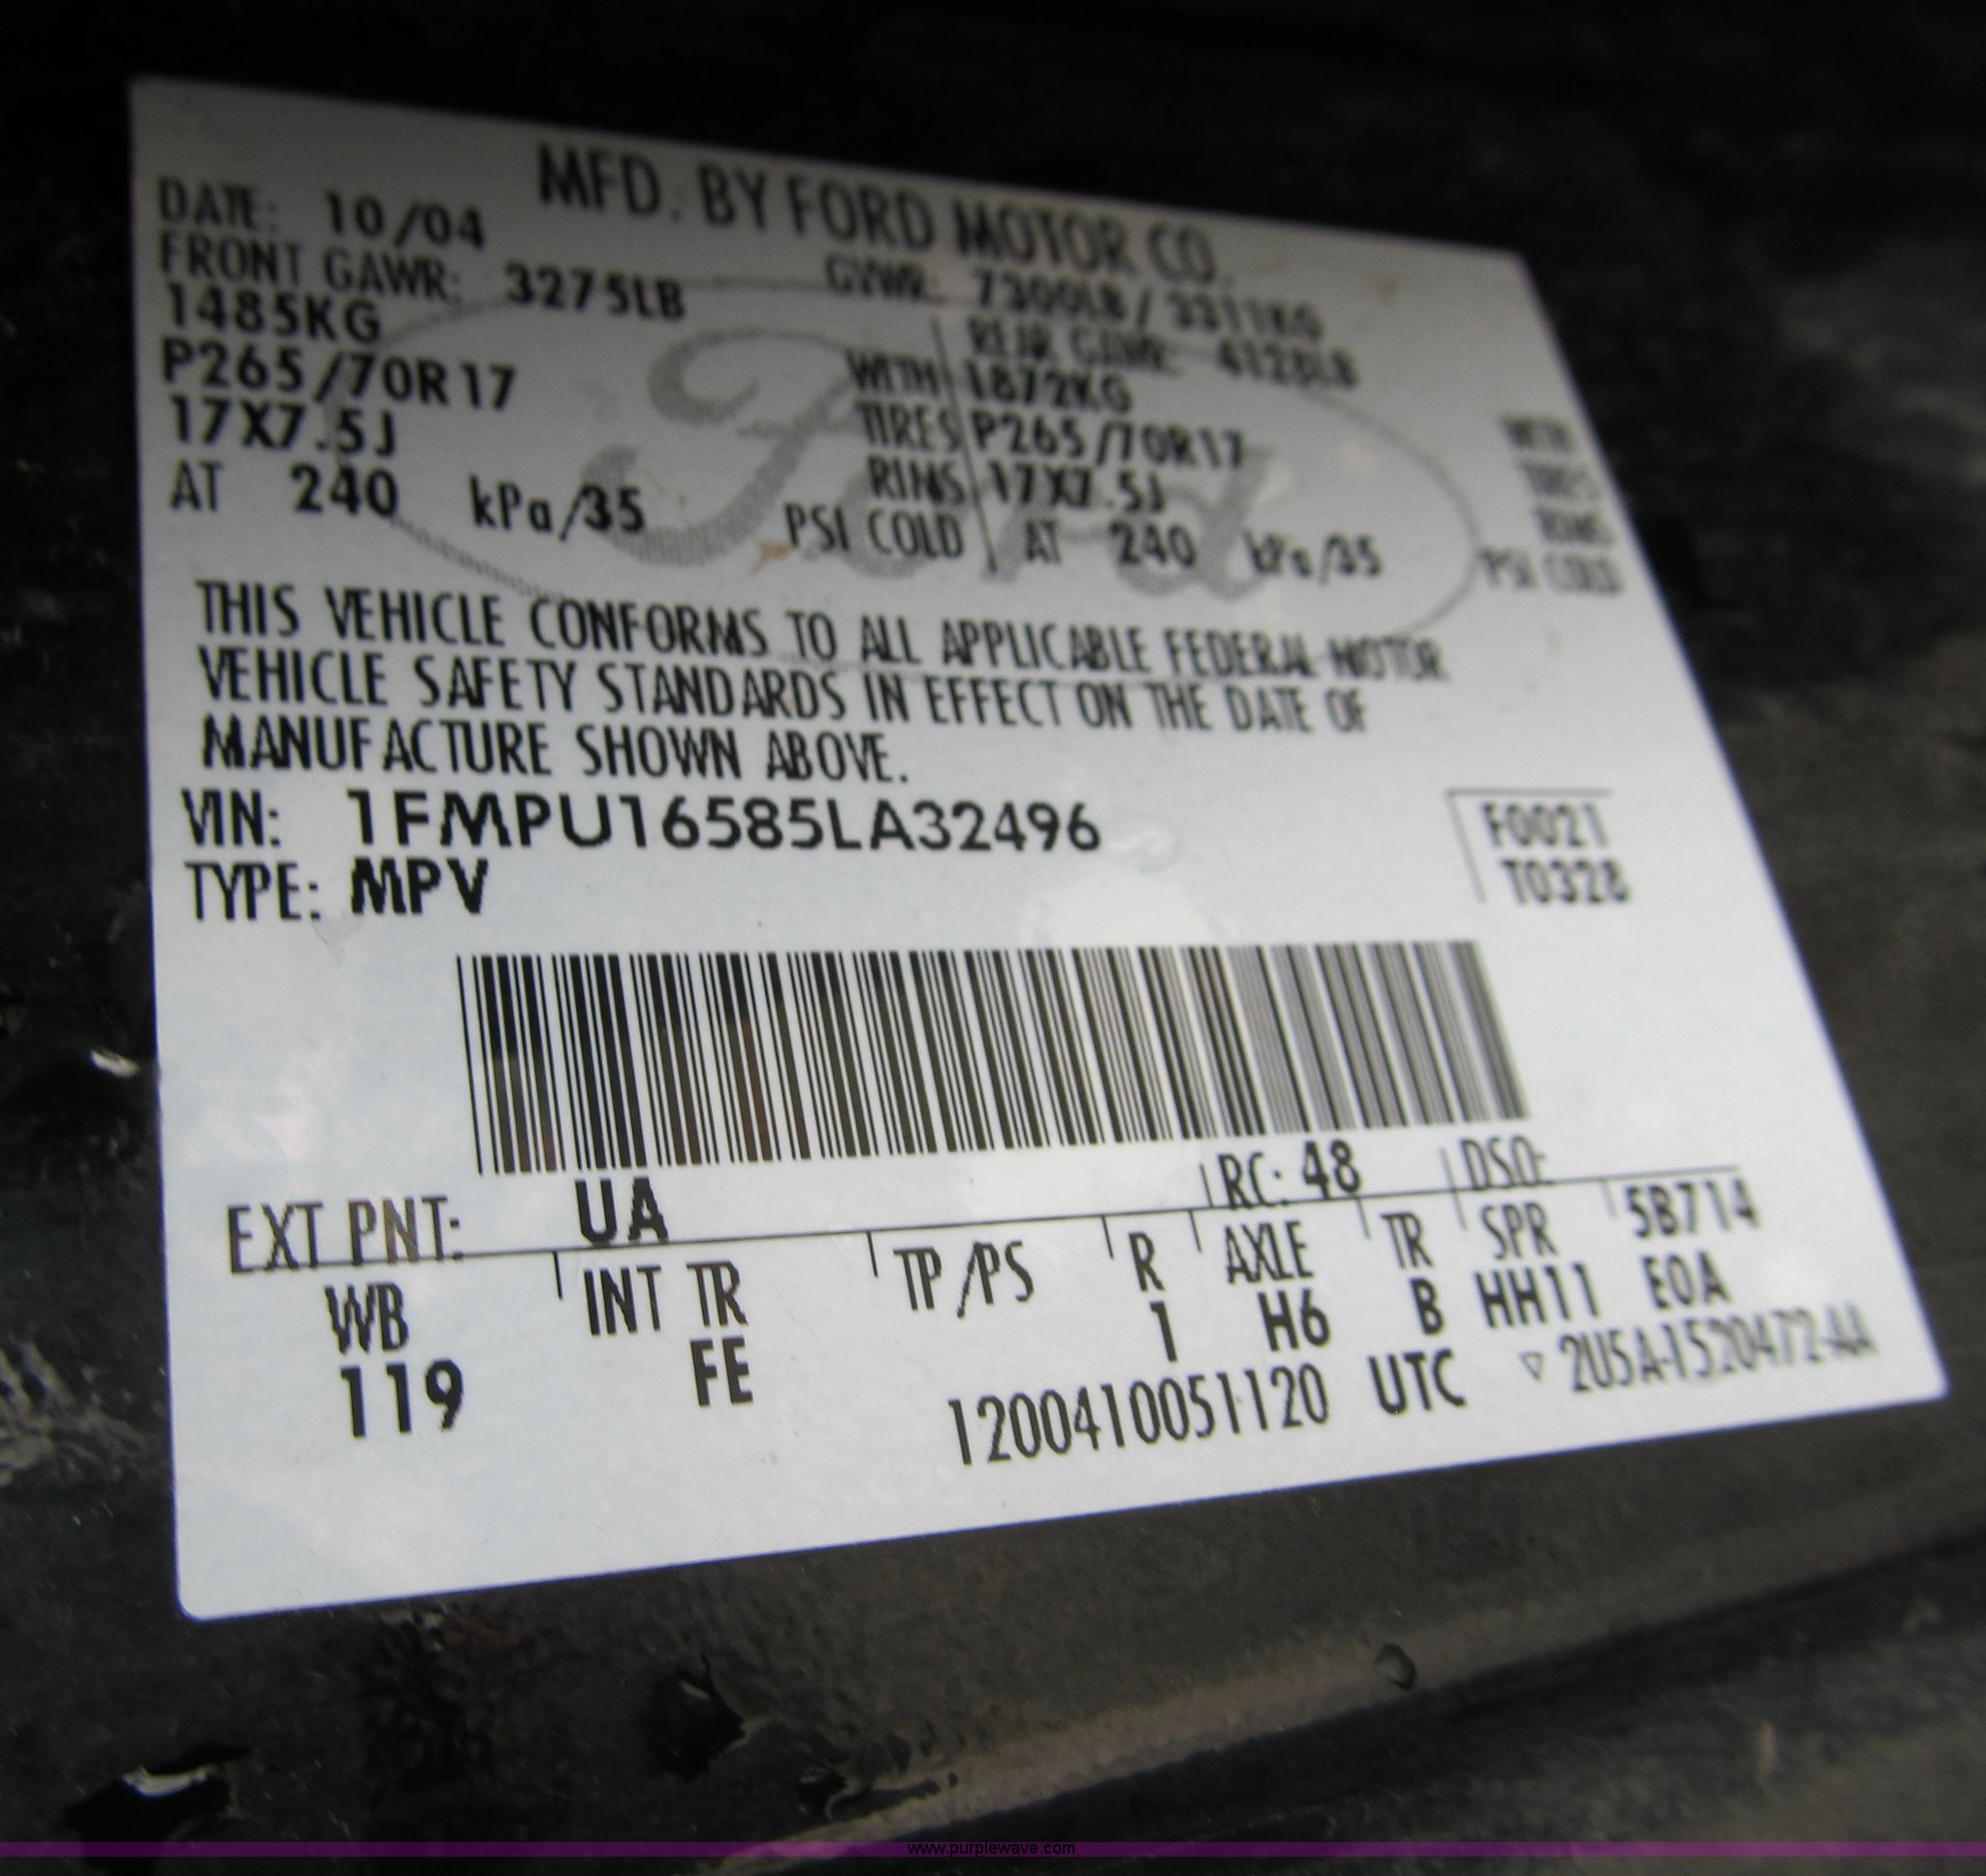 MFD. BY FORD MOTOR CO.
DATE: 10/04
GVWR: 7300LB/ 3311KG
FRONT GAWR: 3275LB
REAR GAWR: 4128LB
1485KG WITH 1872KG WITH
P265/70R17 TIRES P265/70R17 TIRES
17X7.5J RIMS 17X7.5J RIMS
AT 240 kPa/35 PSI COLD AT 240 kPa/35 PSI COLD
Ford
THIS VEHICLE CONFORMS TO ALL APPLICABLE FEDERAL MOTOR
VEHICLE SAFETY STANDARDS IN EFFECT ON THE DATE OF
MANUFACTURE SHOWN ABOVE.
VIN: 1FMPU16585LA32496
F0021
TYPE: MPV
T0328
EXT PNT: UA RC: 48 DSO:
WB INT TR TP/PS R AXLE TR SPR 5B714
119 FE 1 H6 B HH11 E0A
1200410051120 UTC ▽ 2U5A-1520472-AA
www.purplewave.com